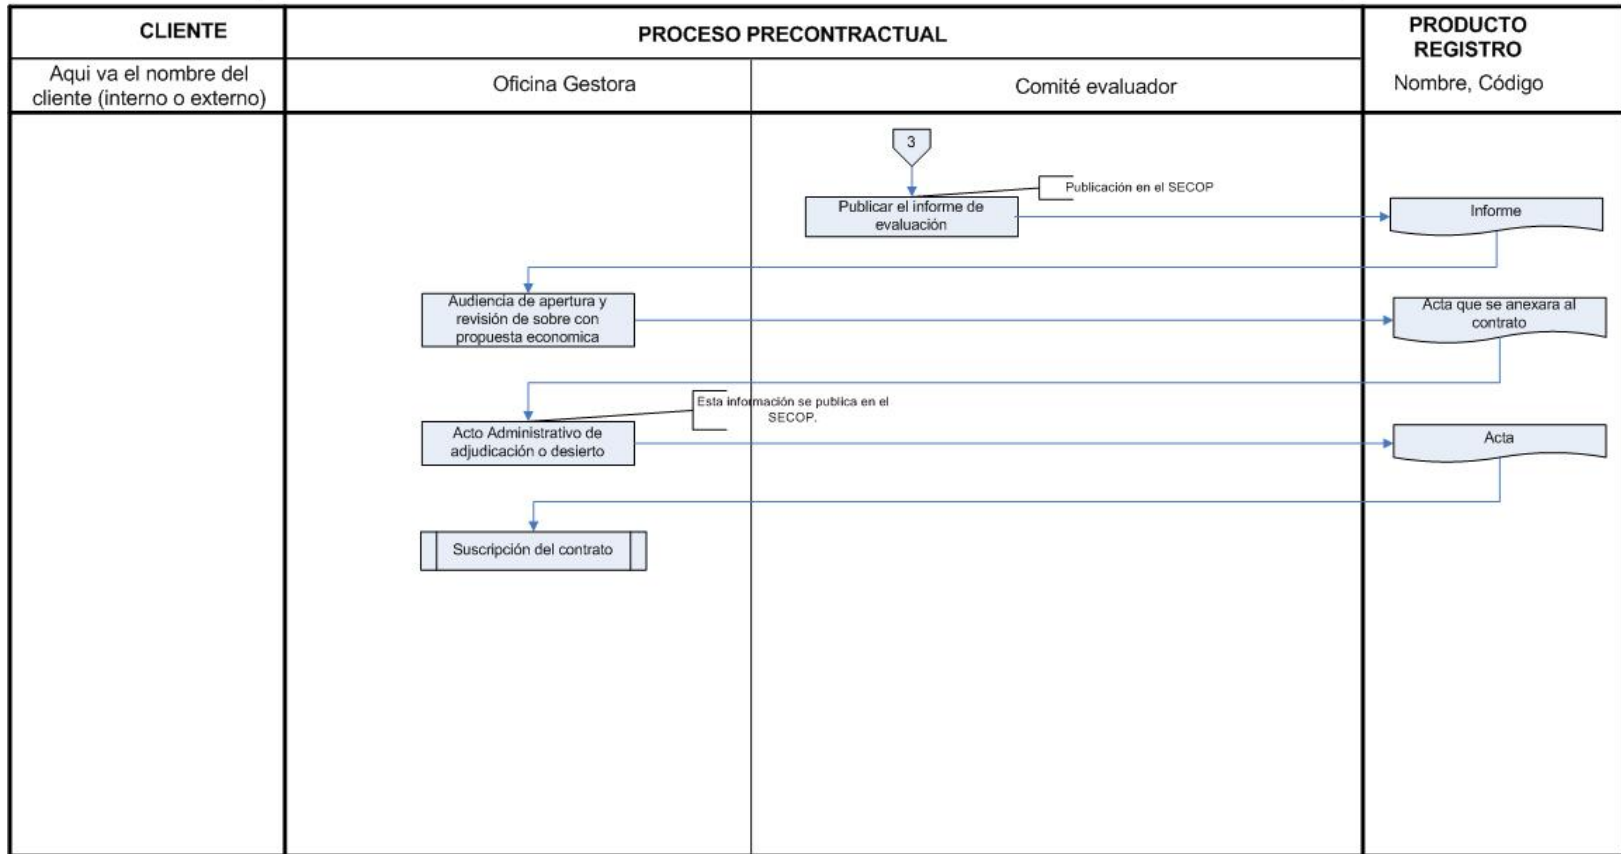 CLIENTE
PROCESO PRECONTRACTUAL
PRODUCTO
REGISTRO
Aqui va el nombre del
cliente (interno o externo)
Oficina Gestora
Comité evaluador
Nombre, Código
3
Publicación en el SECOP
Publicar el informe de
evaluación
Informe
Audiencia de apertura y
revisión de sobre con
propuesta economica
Acta que se anexara al
contrato
Esta información se publica en el
SECOP.
Acto Administrativo de
adjudicación o desierto
Acta
Suscripción del contrato